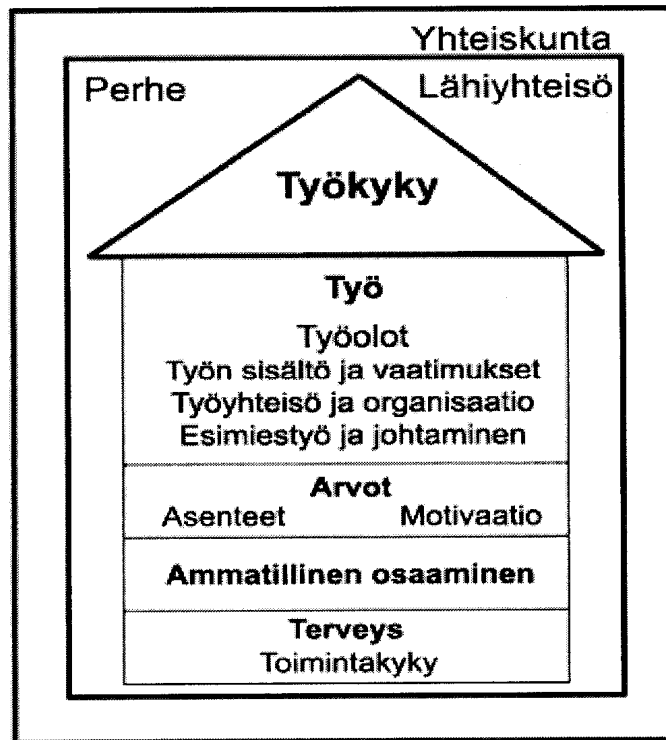 Yhteiskunta
Perhe Lähiyhteisö
Työkyky
Työ
Työolot
Työn sisältö ja vaatimukset
Työyhteisö ja organisaatio
Esimiestyö ja johtaminen
Arvot
Asenteet Motivaatio
Ammatillinen osaaminen
Terveys
Toimintakyky